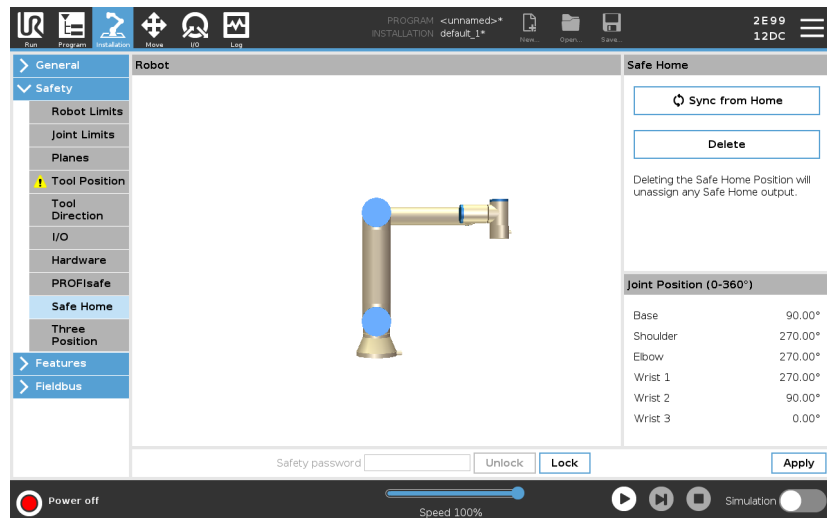 UR
Run
Program
Installation
Move
I/O
Log
PROGRAM <unnamed>*
INSTALLATION default_1*
New...
Open...
Save...
2E99
12DC
General
Safety
Robot Limits
Joint Limits
Planes
Tool Position
Tool
Direction
I/O
Hardware
PROFIsafe
Safe Home
Three
Position
Features
Fieldbus
Robot
Safe Home
Sync from Home
Delete
Deleting the Safe Home Position will
unassign any Safe Home output.
Joint Position (0-360°)
Base 90.00°
Shoulder 270.00°
Elbow 270.00°
Wrist 1 270.00°
Wrist 2 90.00°
Wrist 3 0.00°
Safety password
Unlock
Lock
Apply
Power off
Speed 100%
Simulation